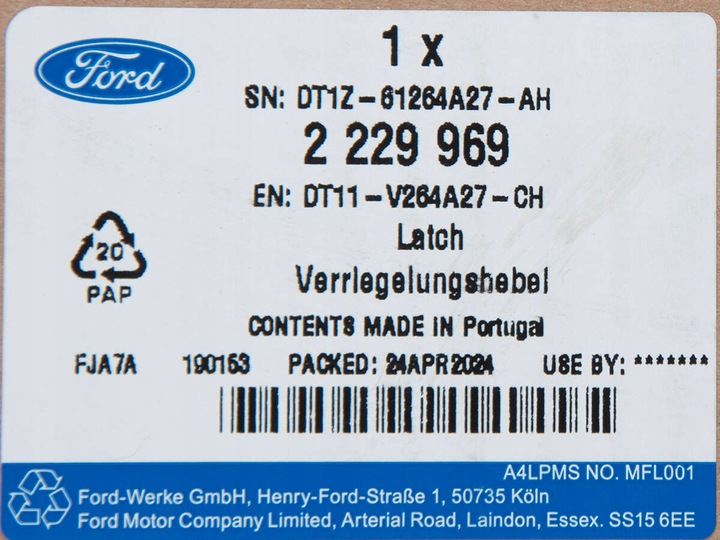 Ford
1 x
SN: DT1Z-61264A27-AH
2 229 969
EN: DT11-V264A27-CH
Latch
Verriegelungshebel
20
PAP
CONTENTS MADE IN Portugal
FJA7A 190153 PACKED: 24APR2024 USE BY: *******
A4LPMS NO. MFL001
Ford-Werke GmbH, Henry-Ford-Straße 1, 50735 Köln
Ford Motor Company Limited, Arterial Road, Laindon, Essex. SS15 6EE